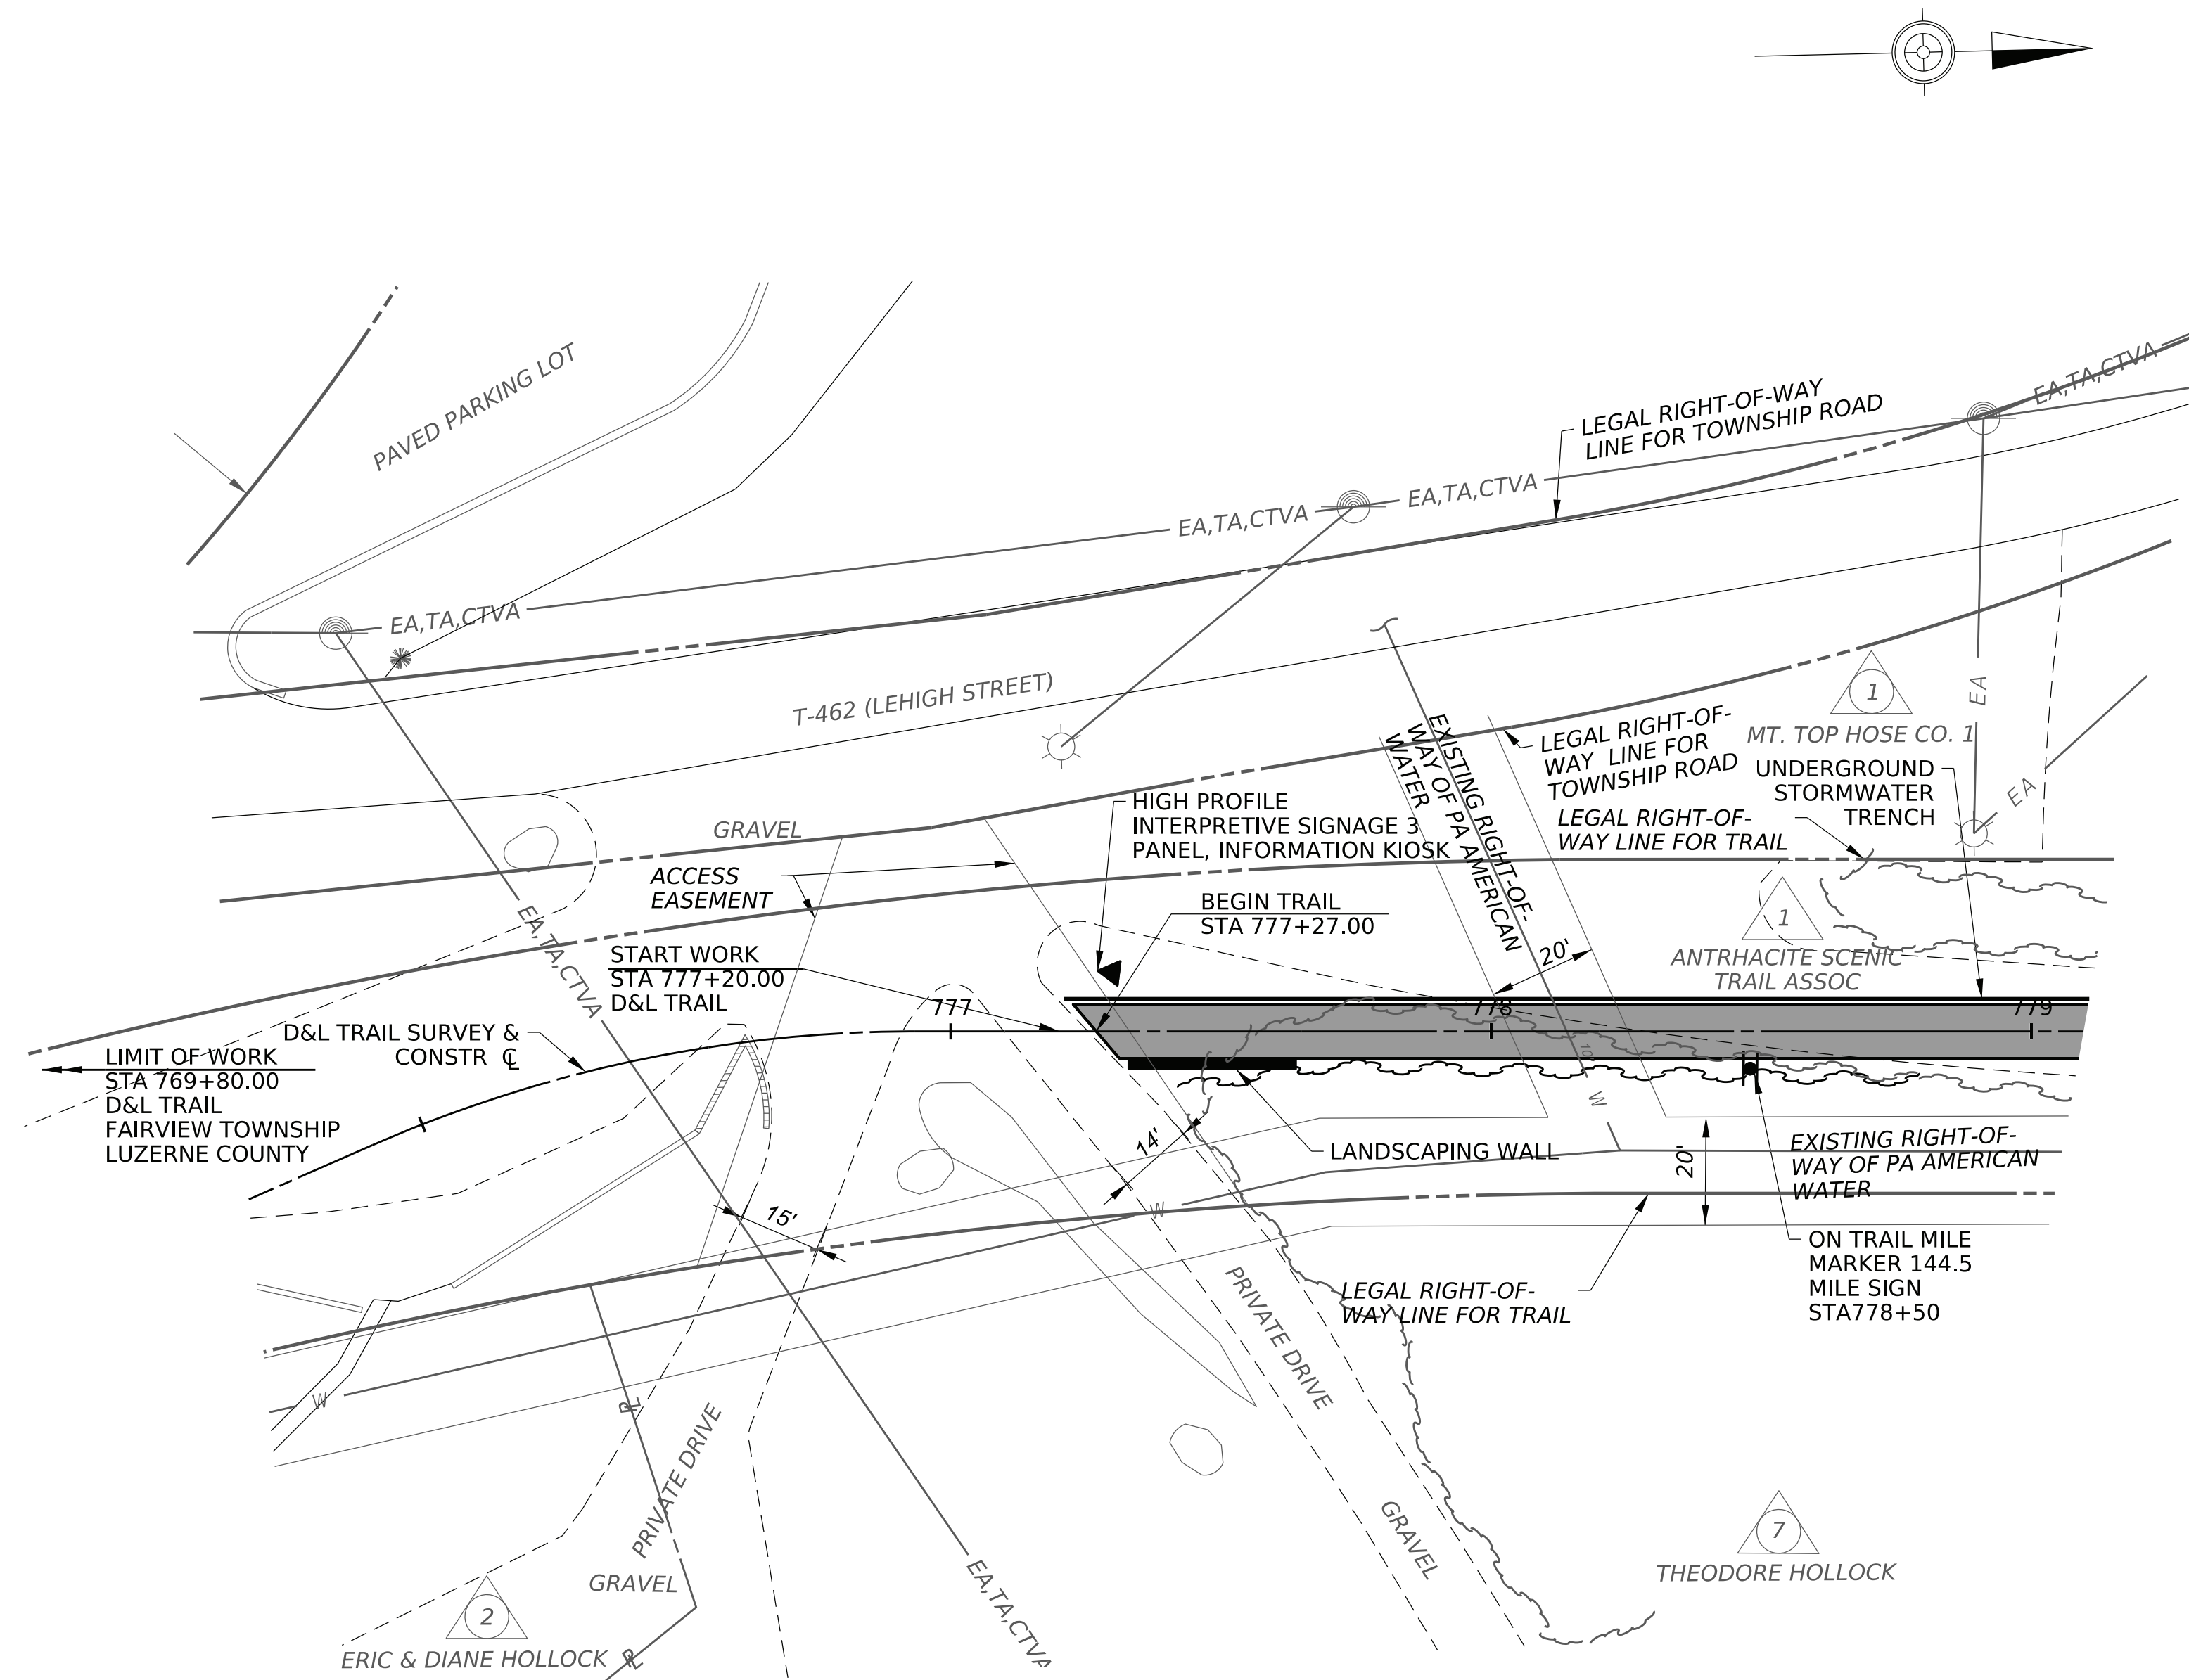 PAVED PARKING LOT
EA,TA,CTVA
LEGAL RIGHT-OF-WAY
LINE FOR TOWNSHIP ROAD
EA,TA,CTVA
EA,TA,CTVA
EA,TA,CTVA
T-462 (LEHIGH STREET)
EXISTING RIGHT-OF-
WAY OF PA AMERICAN
WATER
LEGAL RIGHT-OF-
WAY LINE FOR
TOWNSHIP ROAD
1
MT. TOP HOSE CO. 1
EA
EA
UNDERGROUND
STORMWATER
TRENCH
LEGAL RIGHT-OF-
WAY LINE FOR TRAIL
HIGH PROFILE
INTERPRETIVE SIGNAGE 3
PANEL, INFORMATION KIOSK
GRAVEL
ACCESS
EASEMENT
BEGIN TRAIL
STA 777+27.00
EA,TA,CTVA
START WORK
STA 777+20.00
D&L TRAIL
20'
1
ANTRHACITE SCENIC
TRAIL ASSOC
777
778
779
D&L TRAIL SURVEY &
CONSTR ℄
LIMIT OF WORK
STA 769+80.00
D&L TRAIL
FAIRVIEW TOWNSHIP
LUZERNE COUNTY
10"
W
14'
LANDSCAPING WALL
20'
EXISTING RIGHT-OF-
WAY OF PA AMERICAN
WATER
W
15'
ON TRAIL MILE
MARKER 144.5
MILE SIGN
STA778+50
LEGAL RIGHT-OF-
WAY LINE FOR TRAIL
PRIVATE DRIVE
W
PRIVATE DRIVE
GRAVEL
GRAVEL
EA,TA,CTVA
2
ERIC & DIANE HOLLOCK
7
THEODORE HOLLOCK